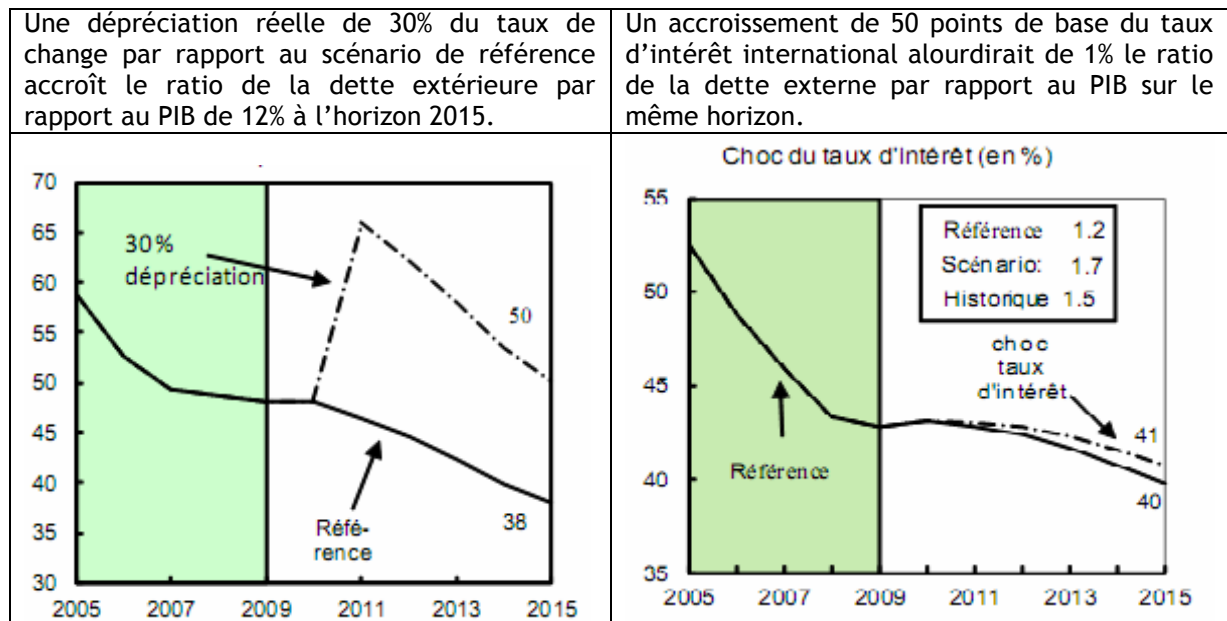 Une dépréciation réelle de 30% du taux de
change par rapport au scénario de référence
accroît le ratio de la dette extérieure par
rapport au PIB de 12% à l'horizon 2015.
Un accroissement de 50 points de base du taux
d'intérêt international alourdirait de 1% le ratio
de la dette externe par rapport au PIB sur le
même horizon.
70
65
60
55
50
45
40
35
30
30%
dépréciation
50
Réfé-
rence
38
2005 2007 2009 2011 2013 2015
Choc du taux d'intérêt (en %)
55
50
45
40
35
Référence 1.2
Scénario: 1.7
Historique 1.5
choc
taux
d'intérêt
41
Référence
40
2005 2007 2009 2011 2013 2015